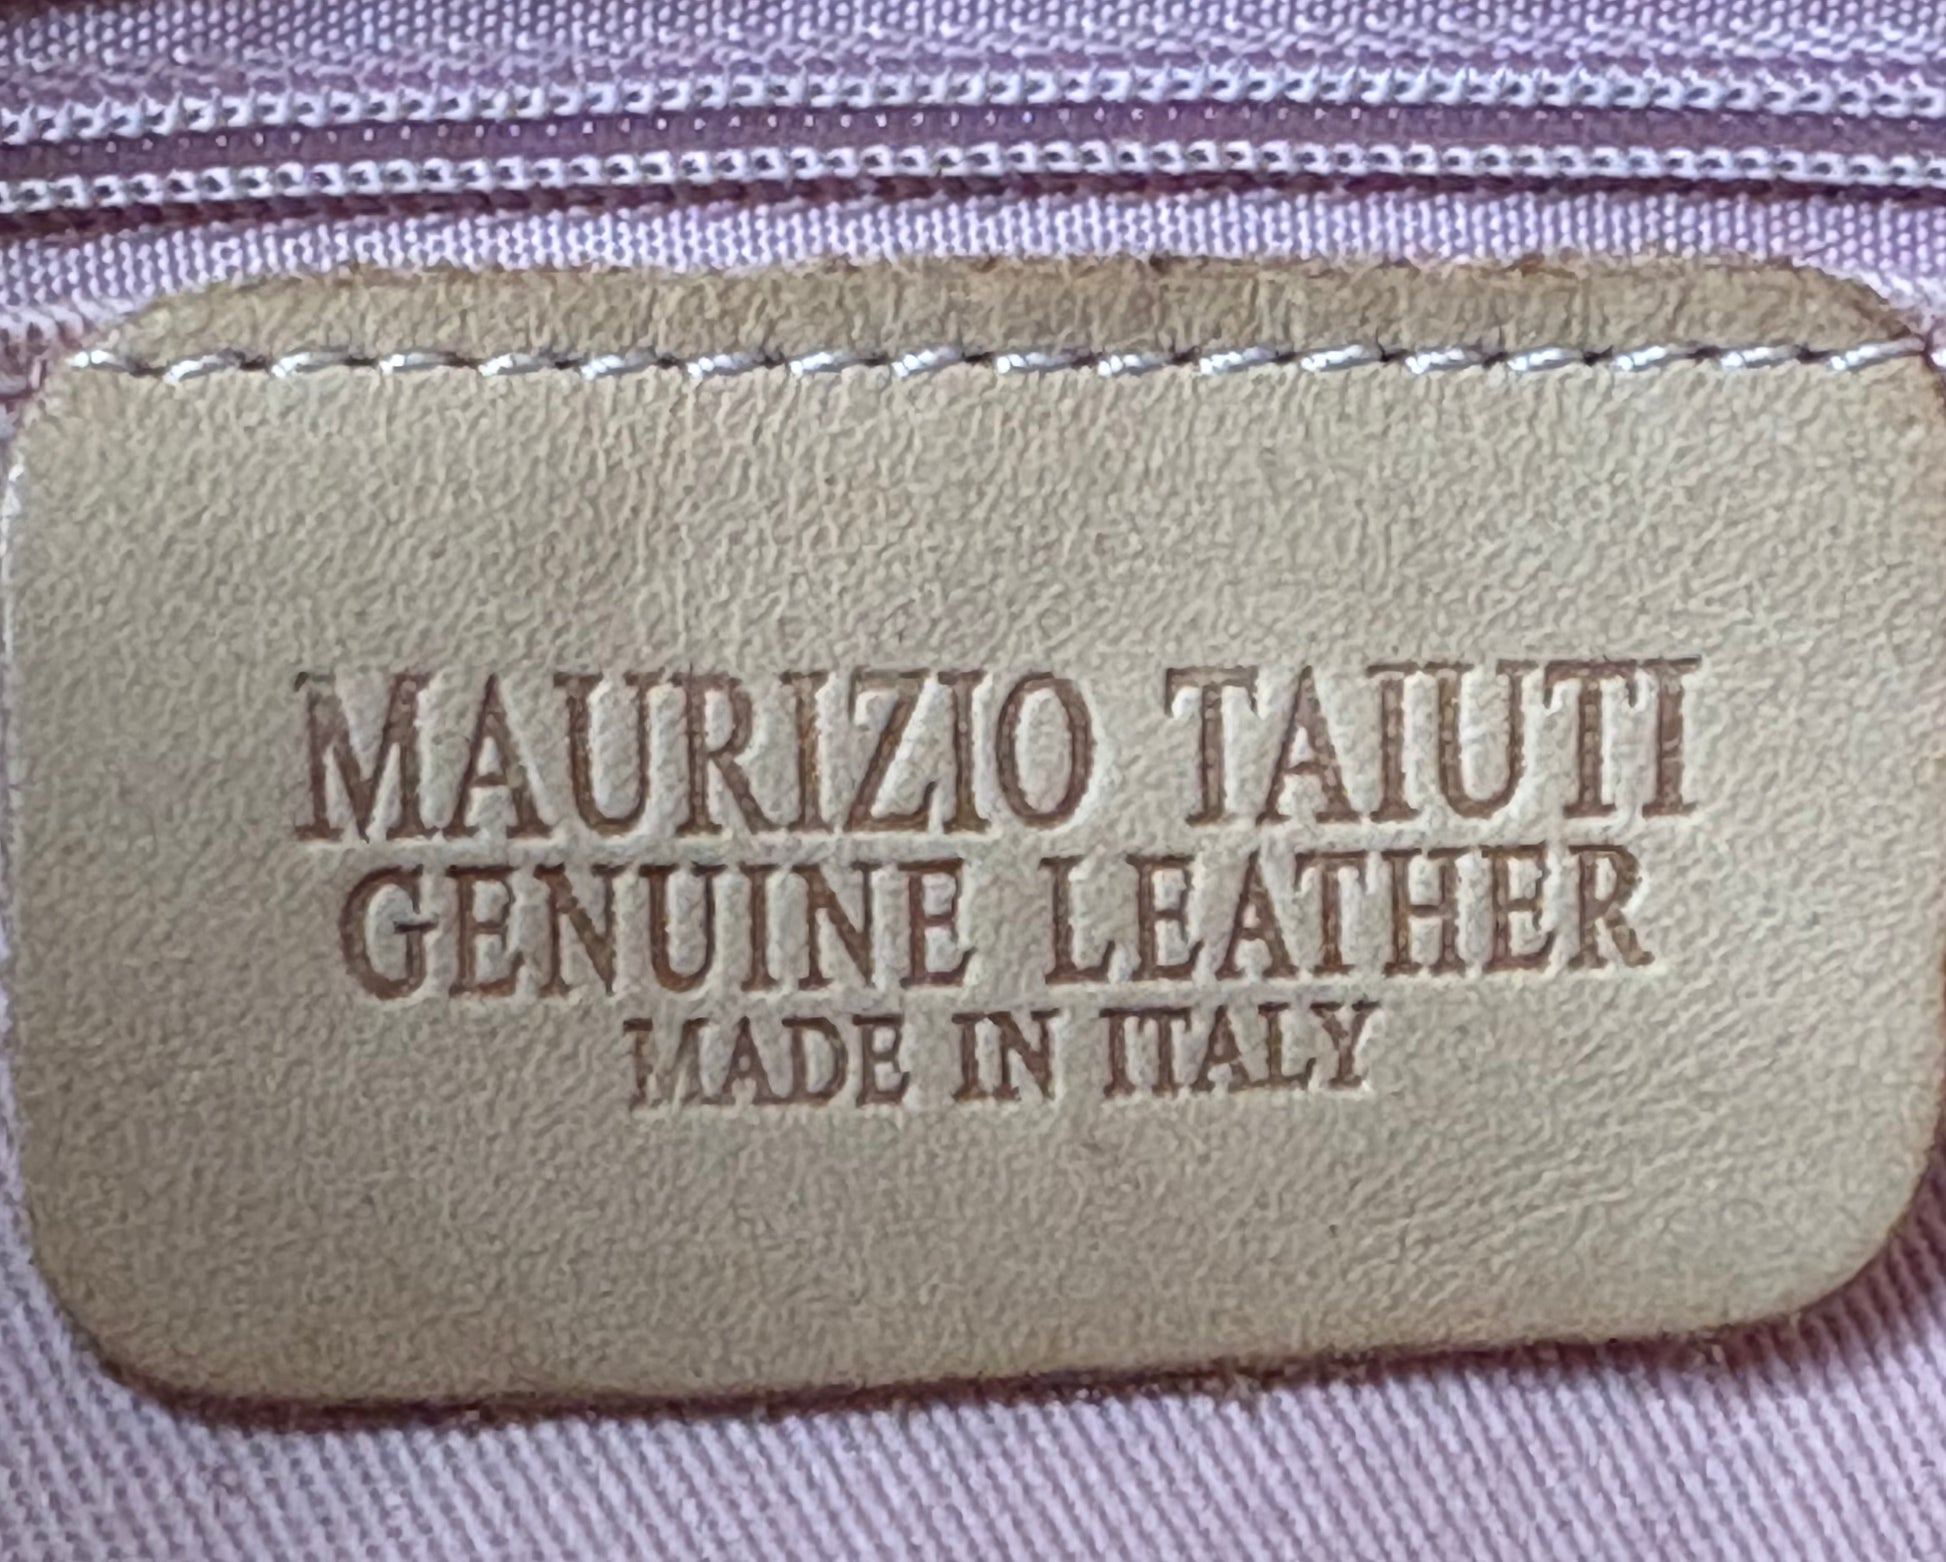 MAURIZIO TAIUTI
GENUINE LEATHER
MADE IN ITALY